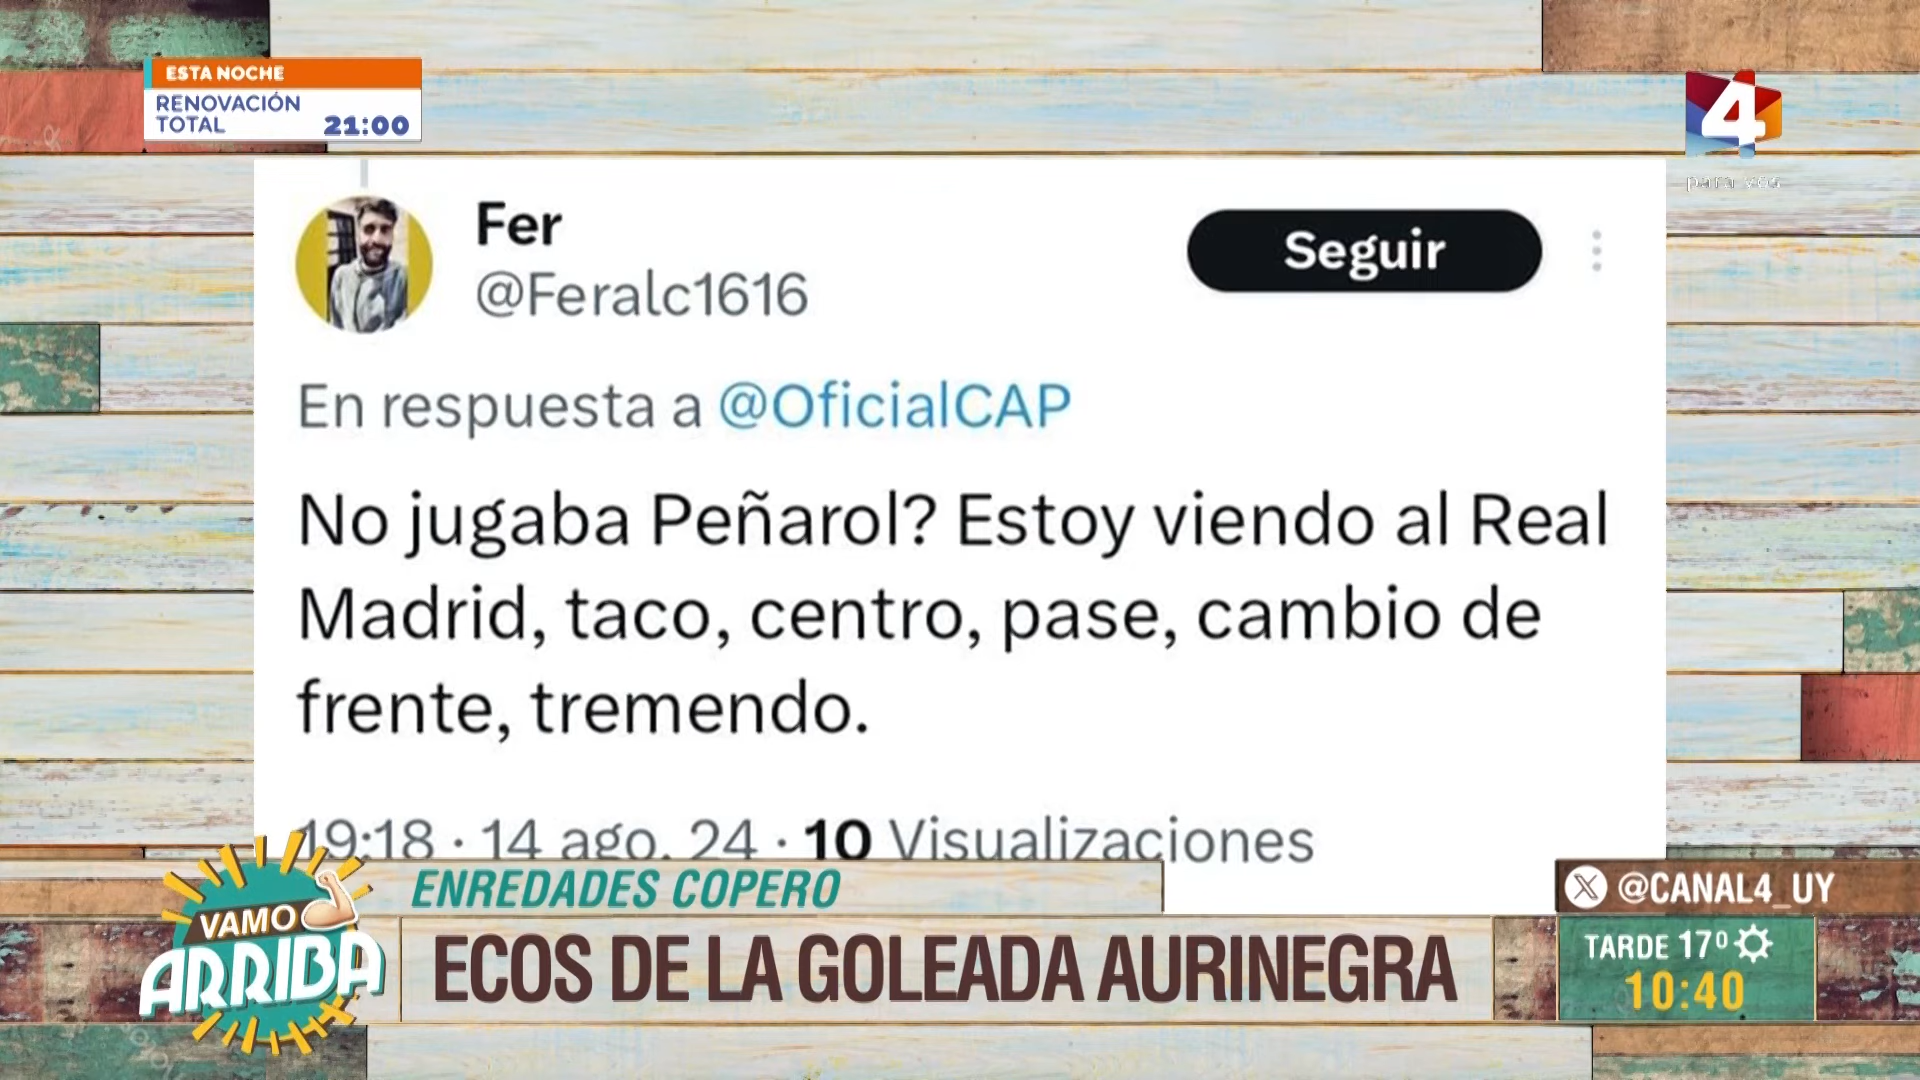 ESTA NOCHE
RENOVACIÓN
TOTAL 21:00
4
para vos
Fer
@Feralc1616
Seguir
En respuesta a @OficialCAP
No jugaba Peñarol? Estoy viendo al Real
Madrid, taco, centro, pase, cambio de
frente, tremendo.
19:18 · 14 ago. 24 · 10 Visualizaciones
ENREDADES COPERO
@CANAL4_UY
VAMO
ARRIBA
ECOS DE LA GOLEADA AURINEGRA
TARDE 17º
10:40